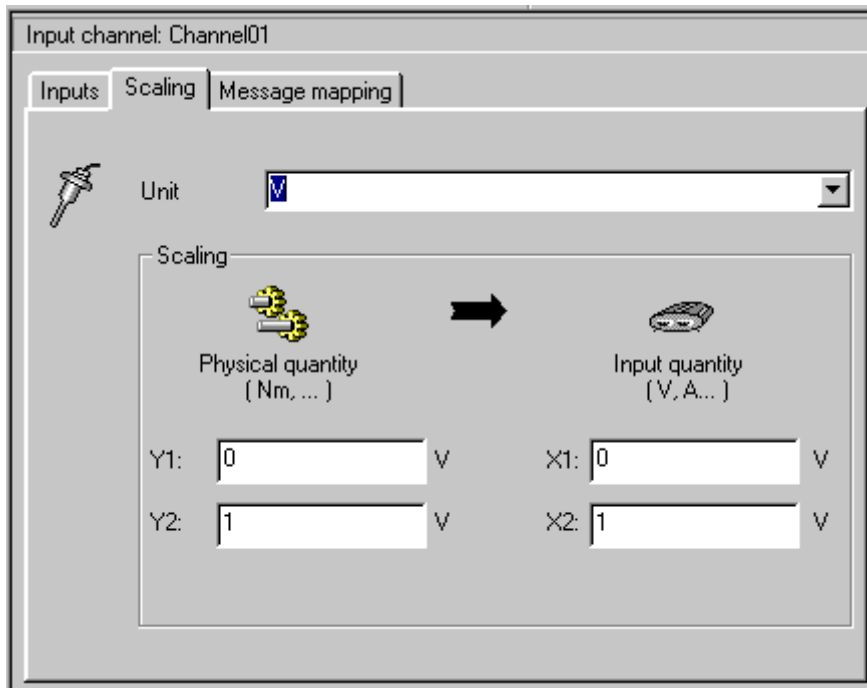 Input channel: Channel01
Inputs Scaling Message mapping
Unit V
Scaling
Physical quantity Input quantity
( Nm, ... ) ( V, A... )
Y1: 0 V X1: 0 V
Y2: 1 V X2: 1 V